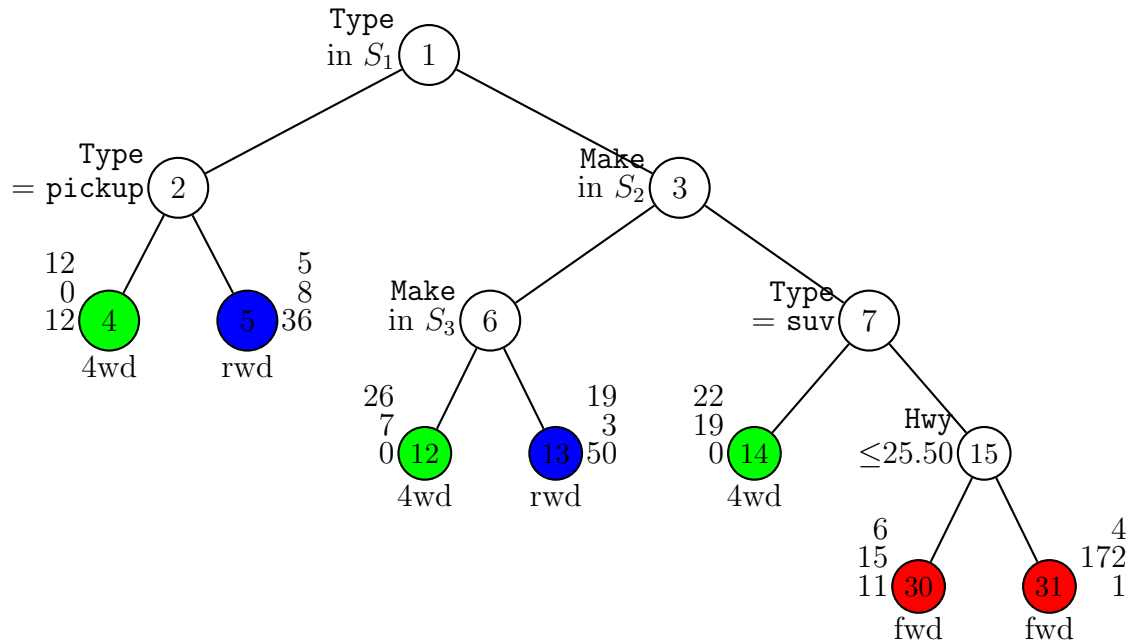 Type
in S₁ 1
Type
= pickup 2
Make
in S₂ 3
12
0
12 4
4wd
5
8
5 36
rwd
Make
in S₃ 6
Type
= suv 7
26
7
0 12
4wd
19
3
13 50
rwd
22
19
0 14
4wd
Hwy
≤25.50 15
6
15
11 30
fwd
4
172
31 1
fwd